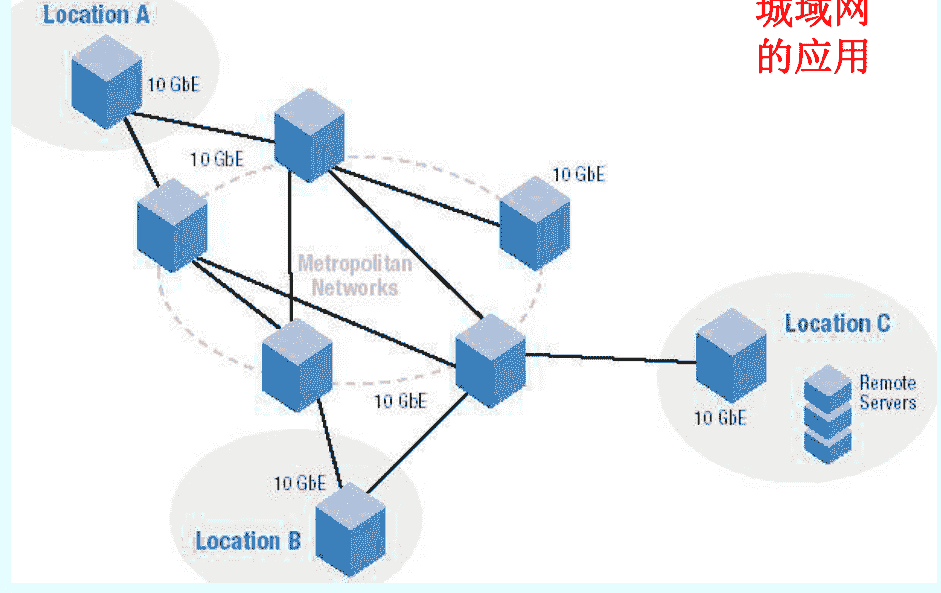 Location A
城域网
的应用
10 GbE
10 GbE
10 GbE
Metropolitan
Networks
Location C
Remote
Servers
10 GbE
10 GbE
10 GbE
Location B